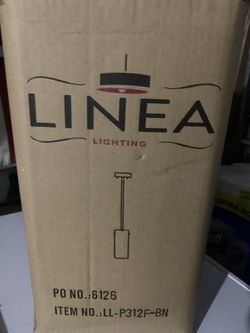 LINEA
LIGHTING
PO NO.:6126
ITEM NO.:LL-P312F-BN